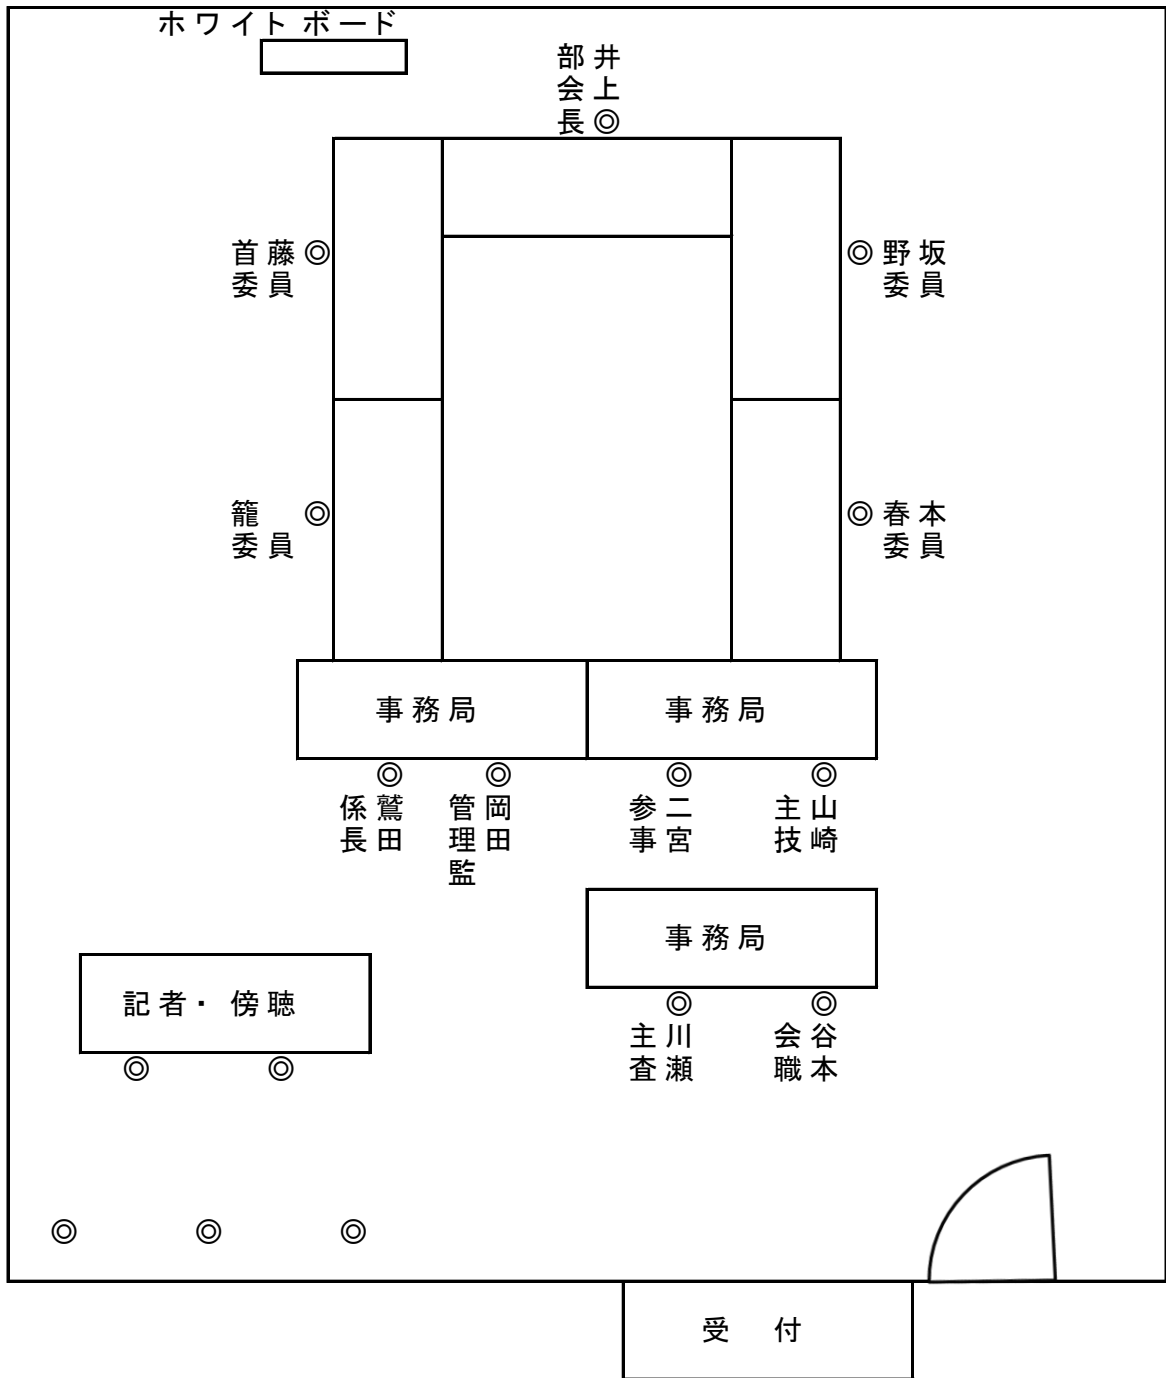 ホワイトボード
部井
会上
長◎
首藤◎
委員
◎野坂
委員
籠 ◎
委員
◎春本
委員
事務局
事務局
◎ ◎ ◎ ◎
係鷲 管岡 参二 主山
長田 理田 事宮 技崎
監
事務局
記者・傍聴
◎ ◎
主川 会谷
査瀬 職本
◎ ◎
◎ ◎ ◎
受 付